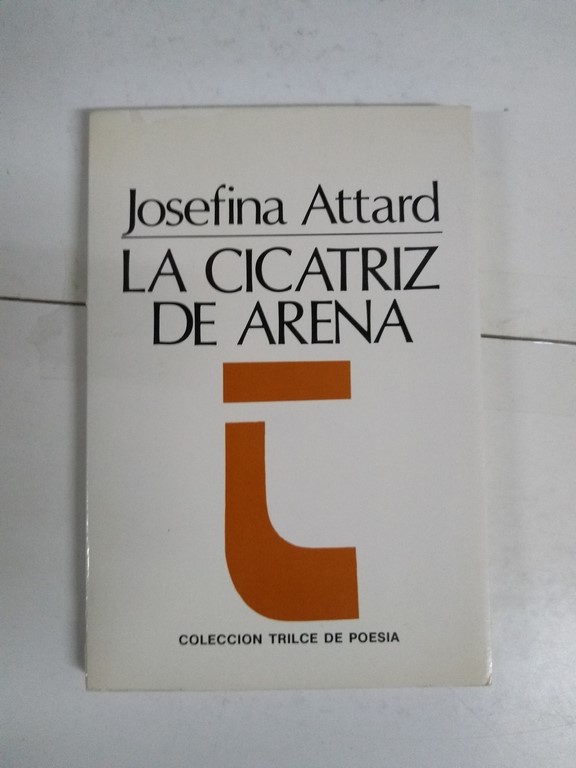 Josefina Attard
LA CICATRIZ
DE ARENA
COLECCION TRILCE DE POESIA